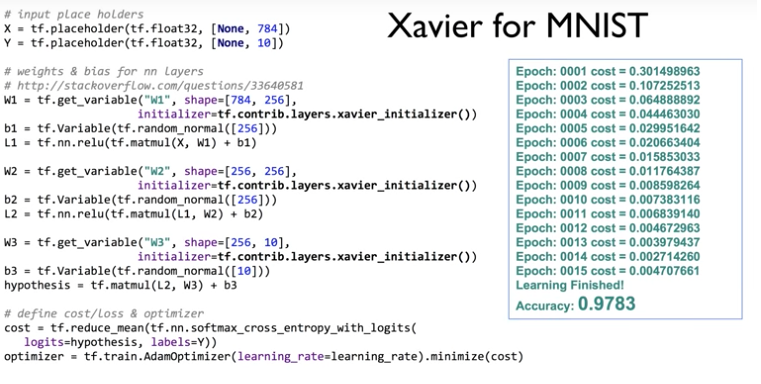 Xavier for MNIST
# input place holders
X = tf.placeholder(tf.float32, [None, 784])
Y = tf.placeholder(tf.float32, [None, 10])
# weights & bias for nn layers
# http://stackoverflow.com/questions/33640581
W1 = tf.get_variable("W1", shape=[784, 256],
initializer=tf.contrib.layers.xavier_initializer())
b1 = tf.Variable(tf.random_normal([256]))
L1 = tf.nn.relu(tf.matmul(X, W1) + b1)
W2 = tf.get_variable("W2", shape=[256, 256],
initializer=tf.contrib.layers.xavier_initializer())
b2 = tf.Variable(tf.random_normal([256]))
L2 = tf.nn.relu(tf.matmul(L1, W2) + b2)
W3 = tf.get_variable("W3", shape=[256, 10],
initializer=tf.contrib.layers.xavier_initializer())
b3 = tf.Variable(tf.random_normal([10]))
hypothesis = tf.matmul(L2, W3) + b3
# define cost/loss & optimizer
cost = tf.reduce_mean(tf.nn.softmax_cross_entropy_with_logits(
logits=hypothesis, labels=Y))
optimizer = tf.train.AdamOptimizer(learning_rate=learning_rate).minimize(cost)
Epoch: 0001 cost = 0.301498963
Epoch: 0002 cost = 0.107252513
Epoch: 0003 cost = 0.064888892
Epoch: 0004 cost = 0.044463030
Epoch: 0005 cost = 0.029951642
Epoch: 0006 cost = 0.020663404
Epoch: 0007 cost = 0.015853033
Epoch: 0008 cost = 0.011764387
Epoch: 0009 cost = 0.008598264
Epoch: 0010 cost = 0.007383116
Epoch: 0011 cost = 0.006839140
Epoch: 0012 cost = 0.004672963
Epoch: 0013 cost = 0.003979437
Epoch: 0014 cost = 0.002714260
Epoch: 0015 cost = 0.004707661
Learning Finished!
Accuracy: 0.9783